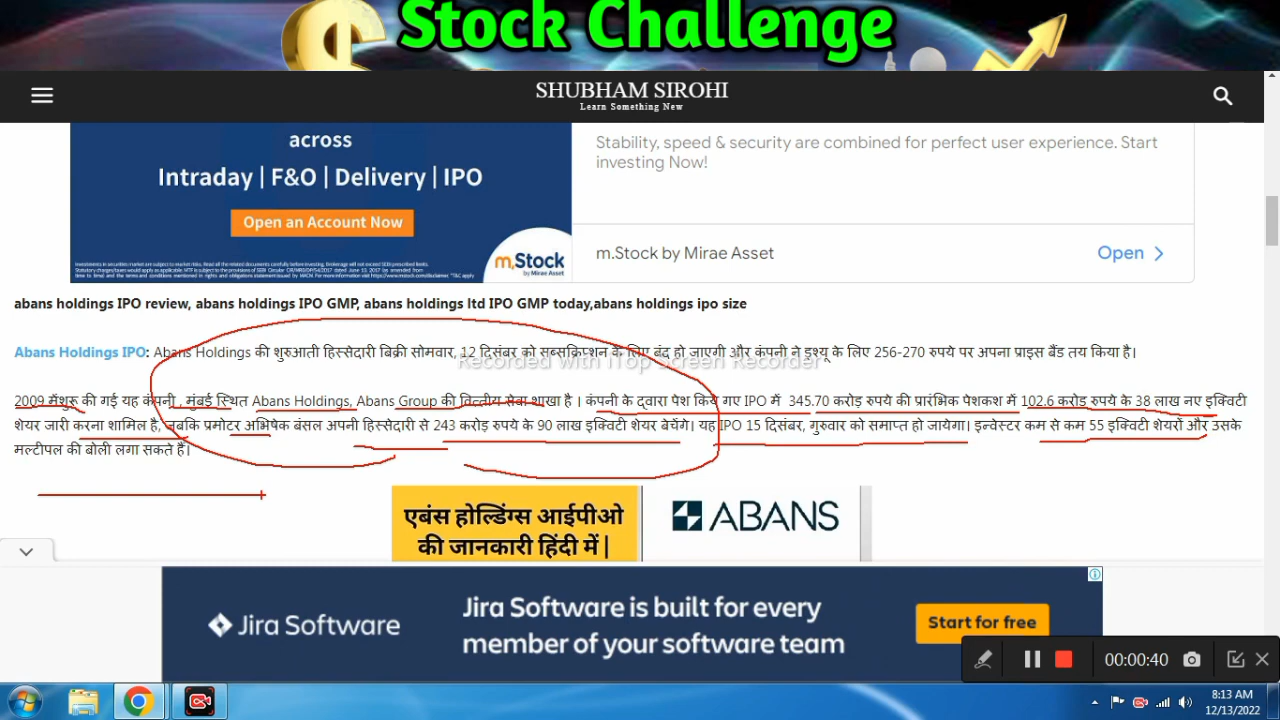 Stock Challenge
SHUBHAM SIROHI
Learn Something New
across
Intraday | F&O | Delivery | IPO
Open an Account Now
m.Stock
by Mirae Asset
Stability, speed & security are combined for perfect user experience. Start
investing Now!
m.Stock by Mirae Asset
Open
abans holdings IPO review, abans holdings IPO GMP, abans holdings ltd IPO GMP today,abans holdings ipo size
Abans Holdings IPO: Abans Holdings की शुरुआती हिस्सेदारी बिक्री सोमवार, 12 दिसंबर को सब्सक्रिप्शन के लिए बंद हो जाएगी और कंपनी ने इश्यू के लिए 256-270 रुपये पर अपना प्राइस बैंड तय किया है।
Recorded with iTop Screen Recorder
2009 मेंशुरू की गई यह कंपनी , मुंबई स्थित Abans Holdings, Abans Group की वित्तीय सेवा शाखा है । कंपनी के द्वारा पेश किये गए IPO में 345.70 करोड़ रुपये की प्रारंभिक पेशकश में 102.6 करोड रुपये के 38 लाख नए इक्विटी
शेयर जारी करना शामिल है, जबकि प्रमोटर अभिषेक बंसल अपनी हिस्सेदारी से 243 करोड़ रुपये के 90 लाख इक्विटी शेयर बेचेंगे। यह IPO 15 दिसंबर, गुरुवार को समाप्त हो जायेगा। इन्वेस्टर कम से कम 55 इक्विटी शेयरों और उसके
मल्टीपल की बोली लगा सकते हैं।
एबंस होल्डिंग्स आईपीओ
की जानकारी हिंदी में |
ABANS
Jira Software
Jira Software is built for every
member of your software team
Start for free
00:00:40
8:13 AM
12/13/2022